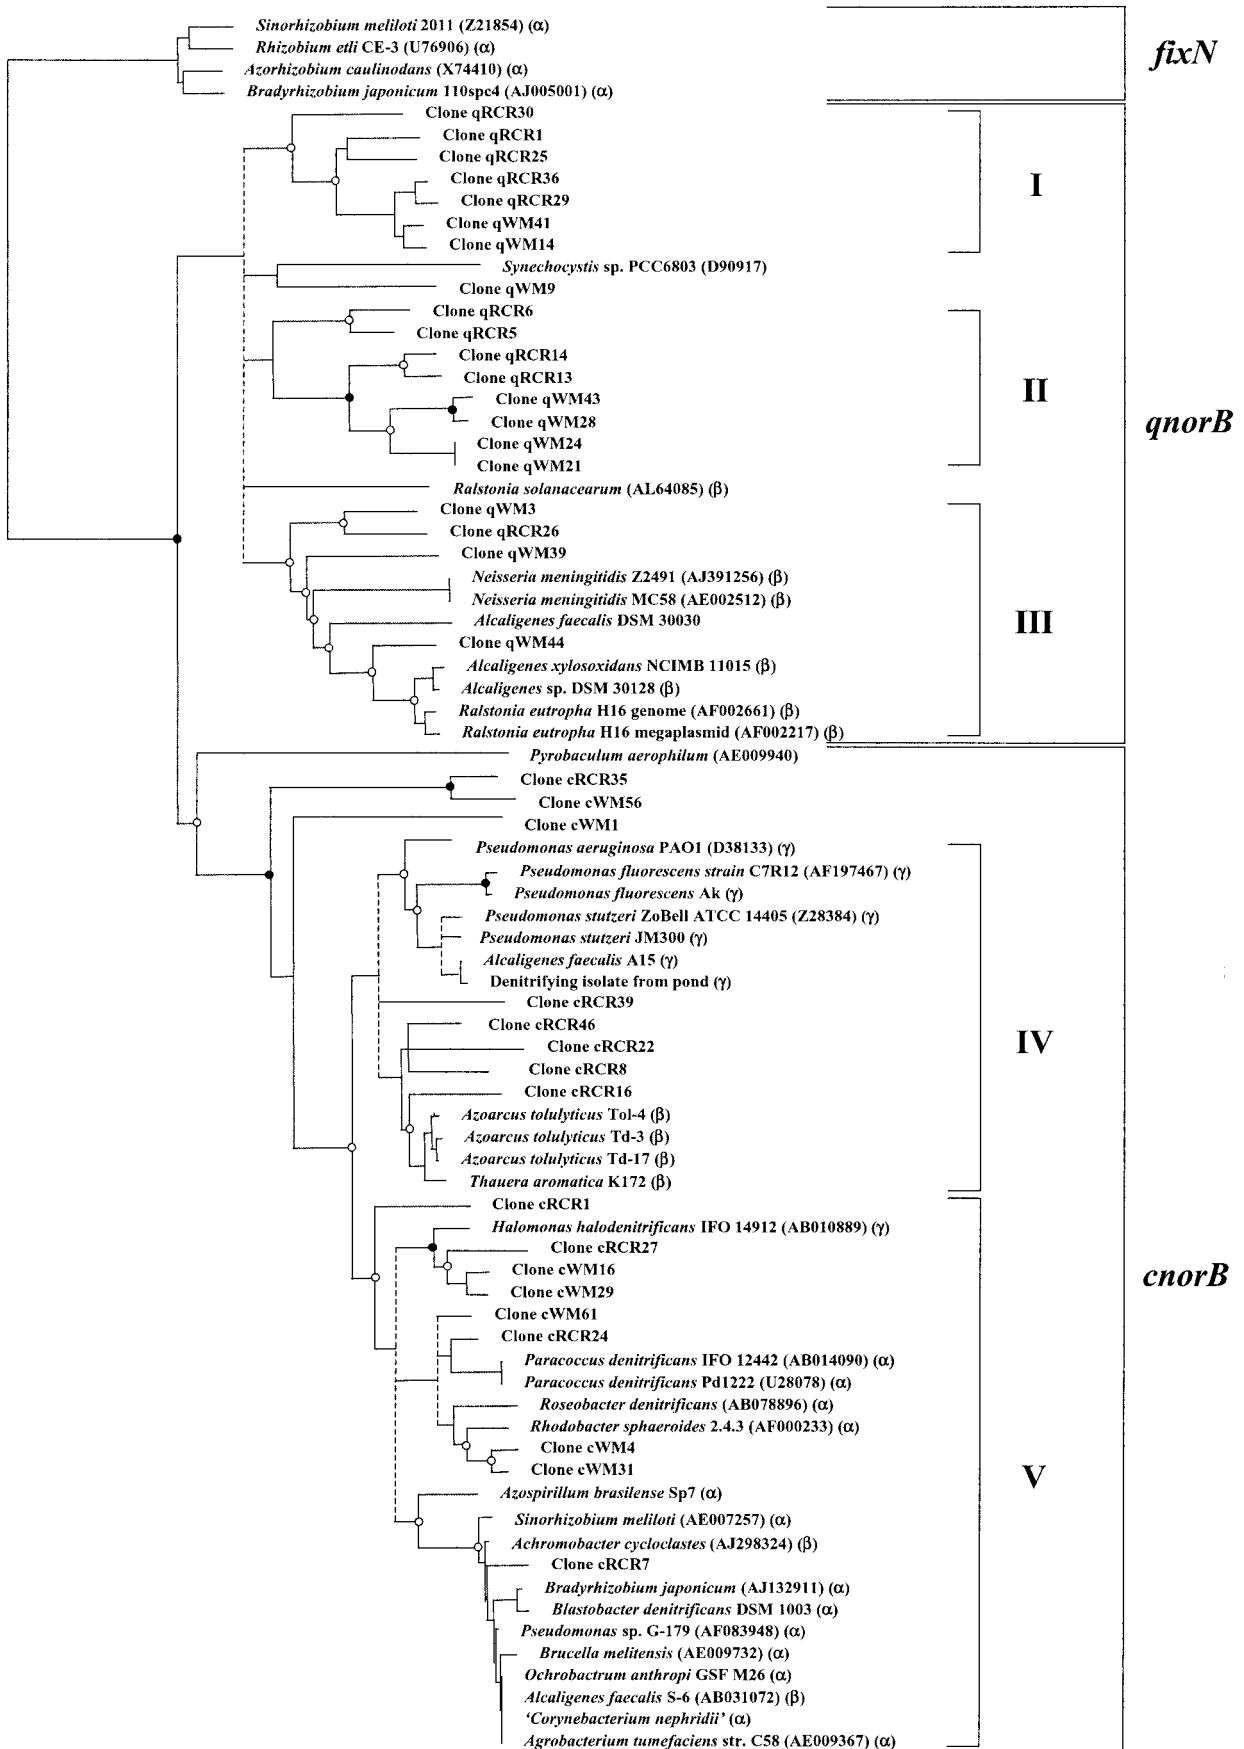 Sinorhizobium meliloti 2011 (Z21854) (α)
Rhizobium etli CE-3 (U76906) (α)
fixN
Azorhizobium caulinodans (X74410) (α)
Bradyrhizobium japonicum 110spc4 (AJ005001) (α)
Clone qRCR30
Clone qRCR1
Clone qRCR25
Clone qRCR36
I
Clone qRCR29
Clone qWM41
Clone qWM14
Synechocystis sp. PCC6803 (D90917)
Clone qWM9
Clone qRCR6
Clone qRCR5
Clone qRCR14
Clone qRCR13
II
Clone qWM43
Clone qWM28
qnorB
Clone qWM24
Clone qWM21
Ralstonia solanacearum (AL64085) (β)
Clone qWM3
Clone qRCR26
Clone qWM39
Neisseria meningitidis Z2491 (AJ391256) (β)
Neisseria meningitidis MC58 (AE002512) (β)
Alcaligenes faecalis DSM 30030
III
Clone qWM44
Alcaligenes xylosoxidans NCIMB 11015 (β)
Alcaligenes sp. DSM 30128 (β)
Ralstonia eutropha H16 genome (AF002661) (β)
Ralstonia eutropha H16 megaplasmid (AF002217) (β)
Pyrobaculum aerophilum (AE009940)
Clone cRCR35
Clone cWM56
Clone cWM1
Pseudomonas aeruginosa PAO1 (D38133) (γ)
Pseudomonas fluorescens strain C7R12 (AF197467) (γ)
Pseudomonas fluorescens Ak (γ)
Pseudomonas stutzeri ZoBell ATCC 14405 (Z28384) (γ)
Pseudomonas stutzeri JM300 (γ)
Alcaligenes faecalis A15 (γ)
Denitrifying isolate from pond (γ)
Clone cRCR39
Clone cRCR46
IV
Clone cRCR22
Clone cRCR8
Clone cRCR16
Azoarcus tolulyticus Tol-4 (β)
Azoarcus tolulyticus Td-3 (β)
Azoarcus tolulyticus Td-17 (β)
Thauera aromatica K172 (β)
Clone cRCR1
Halomonas halodenitrificans IFO 14912 (AB010889) (γ)
Clone cRCR27
Clone cWM16
cnorB
Clone cWM29
Clone cWM61
Clone cRCR24
Paracoccus denitrificans IFO 12442 (AB014090) (α)
Paracoccus denitrificans Pd1222 (U28078) (α)
Roseobacter denitrificans (AB078896) (α)
Rhodobacter sphaeroides 2.4.3 (AF000233) (α)
Clone cWM4
Clone cWM31
V
Azospirillum brasilense Sp7 (α)
Sinorhizobium meliloti (AE007257) (α)
Achromobacter cycloclastes (AJ298324) (β)
Clone cRCR7
Bradyrhizobium japonicum (AJ132911) (α)
Blastobacter denitrificans DSM 1003 (α)
Pseudomonas sp. G-179 (AF083948) (α)
Brucella melitensis (AE009732) (α)
Ochrobactrum anthropi GSF M26 (α)
Alcaligenes faecalis S-6 (AB031072) (β)
‘Corynebacterium nephridii’ (α)
Agrobacterium tumefaciens str. C58 (AE009367) (α)